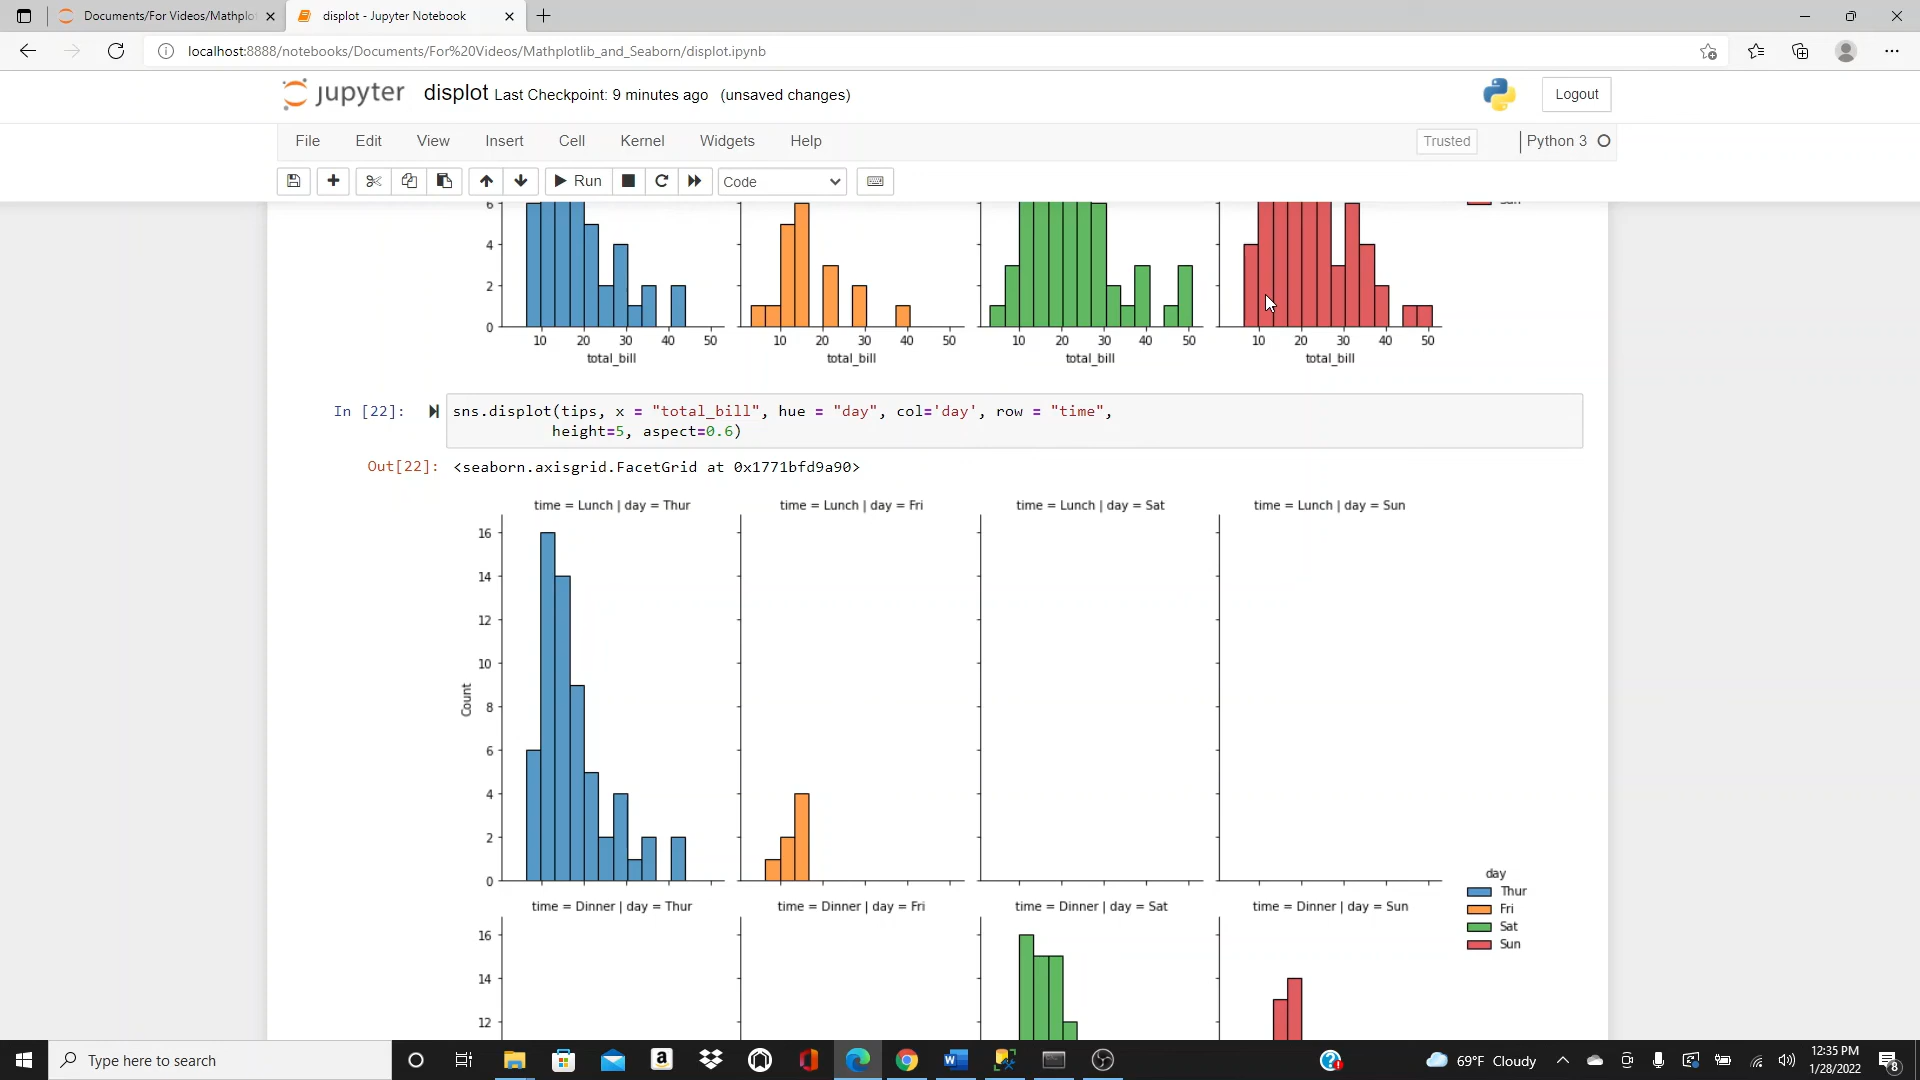 Documents/For Videos/Mathplot
displot - Jupyter Notebook
localhost:8888/notebooks/Documents/For%20Videos/Mathplotlib_and_Seaborn/displot.ipynb
jupyter displot Last Checkpoint: 9 minutes ago (unsaved changes)
Logout
File Edit View Insert Cell Kernel Widgets Help
Trusted Python 3
Run Code
6
4
2
0
10 20 30 40 50 10 20 30 40 50 10 20 30 40 50 10 20 30 40 50
total_bill total_bill total_bill total_bill
In [22]: sns.displot(tips, x = "total_bill", hue = "day", col='day', row = "time",
height=5, aspect=0.6)
Out[22]: <seaborn.axisgrid.FacetGrid at 0x1771bfd9a90>
time = Lunch | day = Thur time = Lunch | day = Fri time = Lunch | day = Sat time = Lunch | day = Sun
16
14
12
10
Count
8
6
4
2
0
day
Thur
Fri
Sat
Sun
time = Dinner | day = Thur time = Dinner | day = Fri time = Dinner | day = Sat time = Dinner | day = Sun
16
14
12
Type here to search
69°F Cloudy
12:35 PM
1/28/2022
8